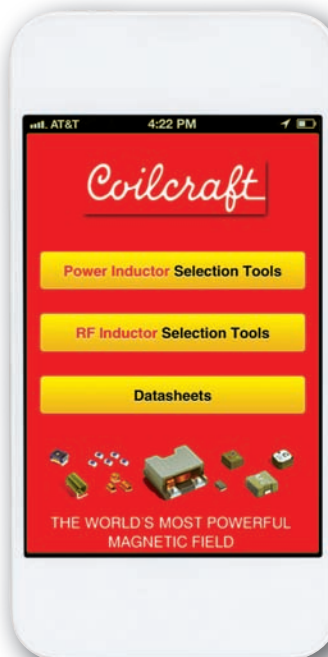 AT&T 4:22 PM
Coilcraft
Power Inductor Selection Tools
RF Inductor Selection Tools
Datasheets
THE WORLD'S MOST POWERFUL
MAGNETIC FIELD